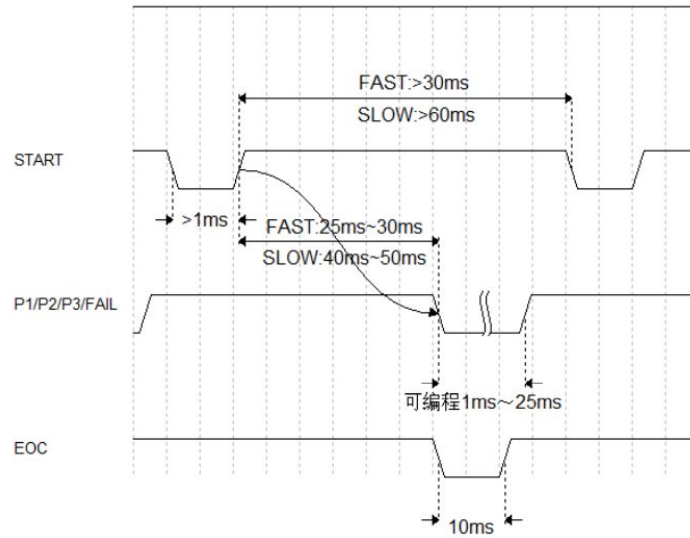 FAST:>30ms
SLOW:>60ms
START
>1ms
FAST:25ms~30ms
SLOW:40ms~50ms
P1/P2/P3/FAIL
可编程1ms～25ms
EOC
10ms